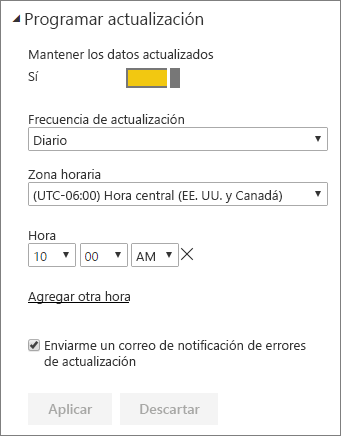 Programar actualización
Mantener los datos actualizados
Sí
Frecuencia de actualización
Diario
Zona horaria
(UTC-06:00) Hora central (EE. UU. y Canadá)
Hora
10 00 AM
Agregar otra hora
Enviarme un correo de notificación de errores
de actualización
Aplicar Descartar